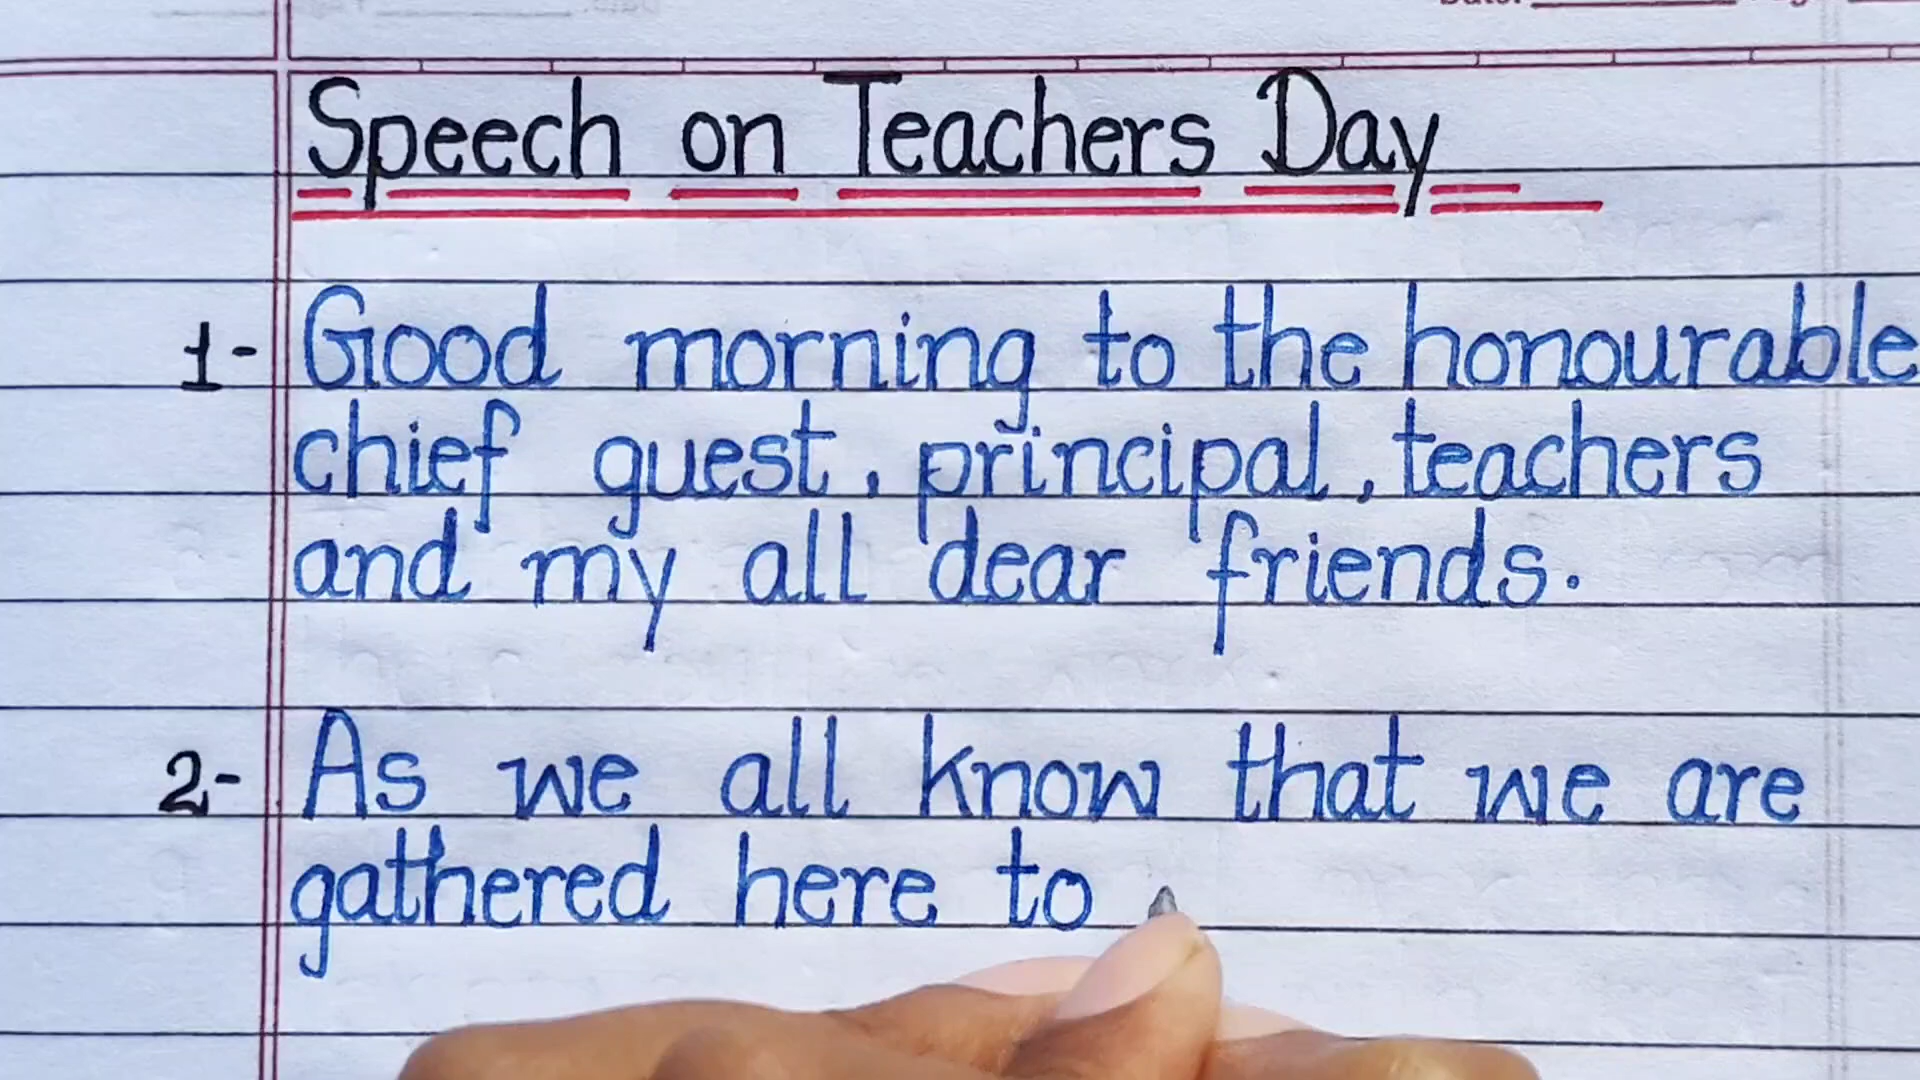 Speech on Teachers Day
1- Good morning to the honourable
chief guest, principal, teachers
and my all dear friends.
2- As we all know that we are
gathered here to